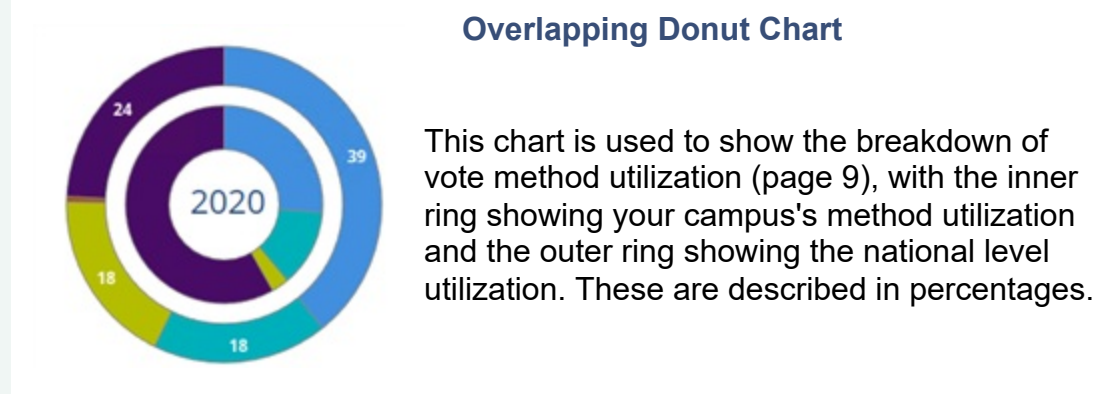 Overlapping Donut Chart
24
39
2020
18
18
This chart is used to show the breakdown of
vote method utilization (page 9), with the inner
ring showing your campus's method utilization
and the outer ring showing the national level
utilization. These are described in percentages.